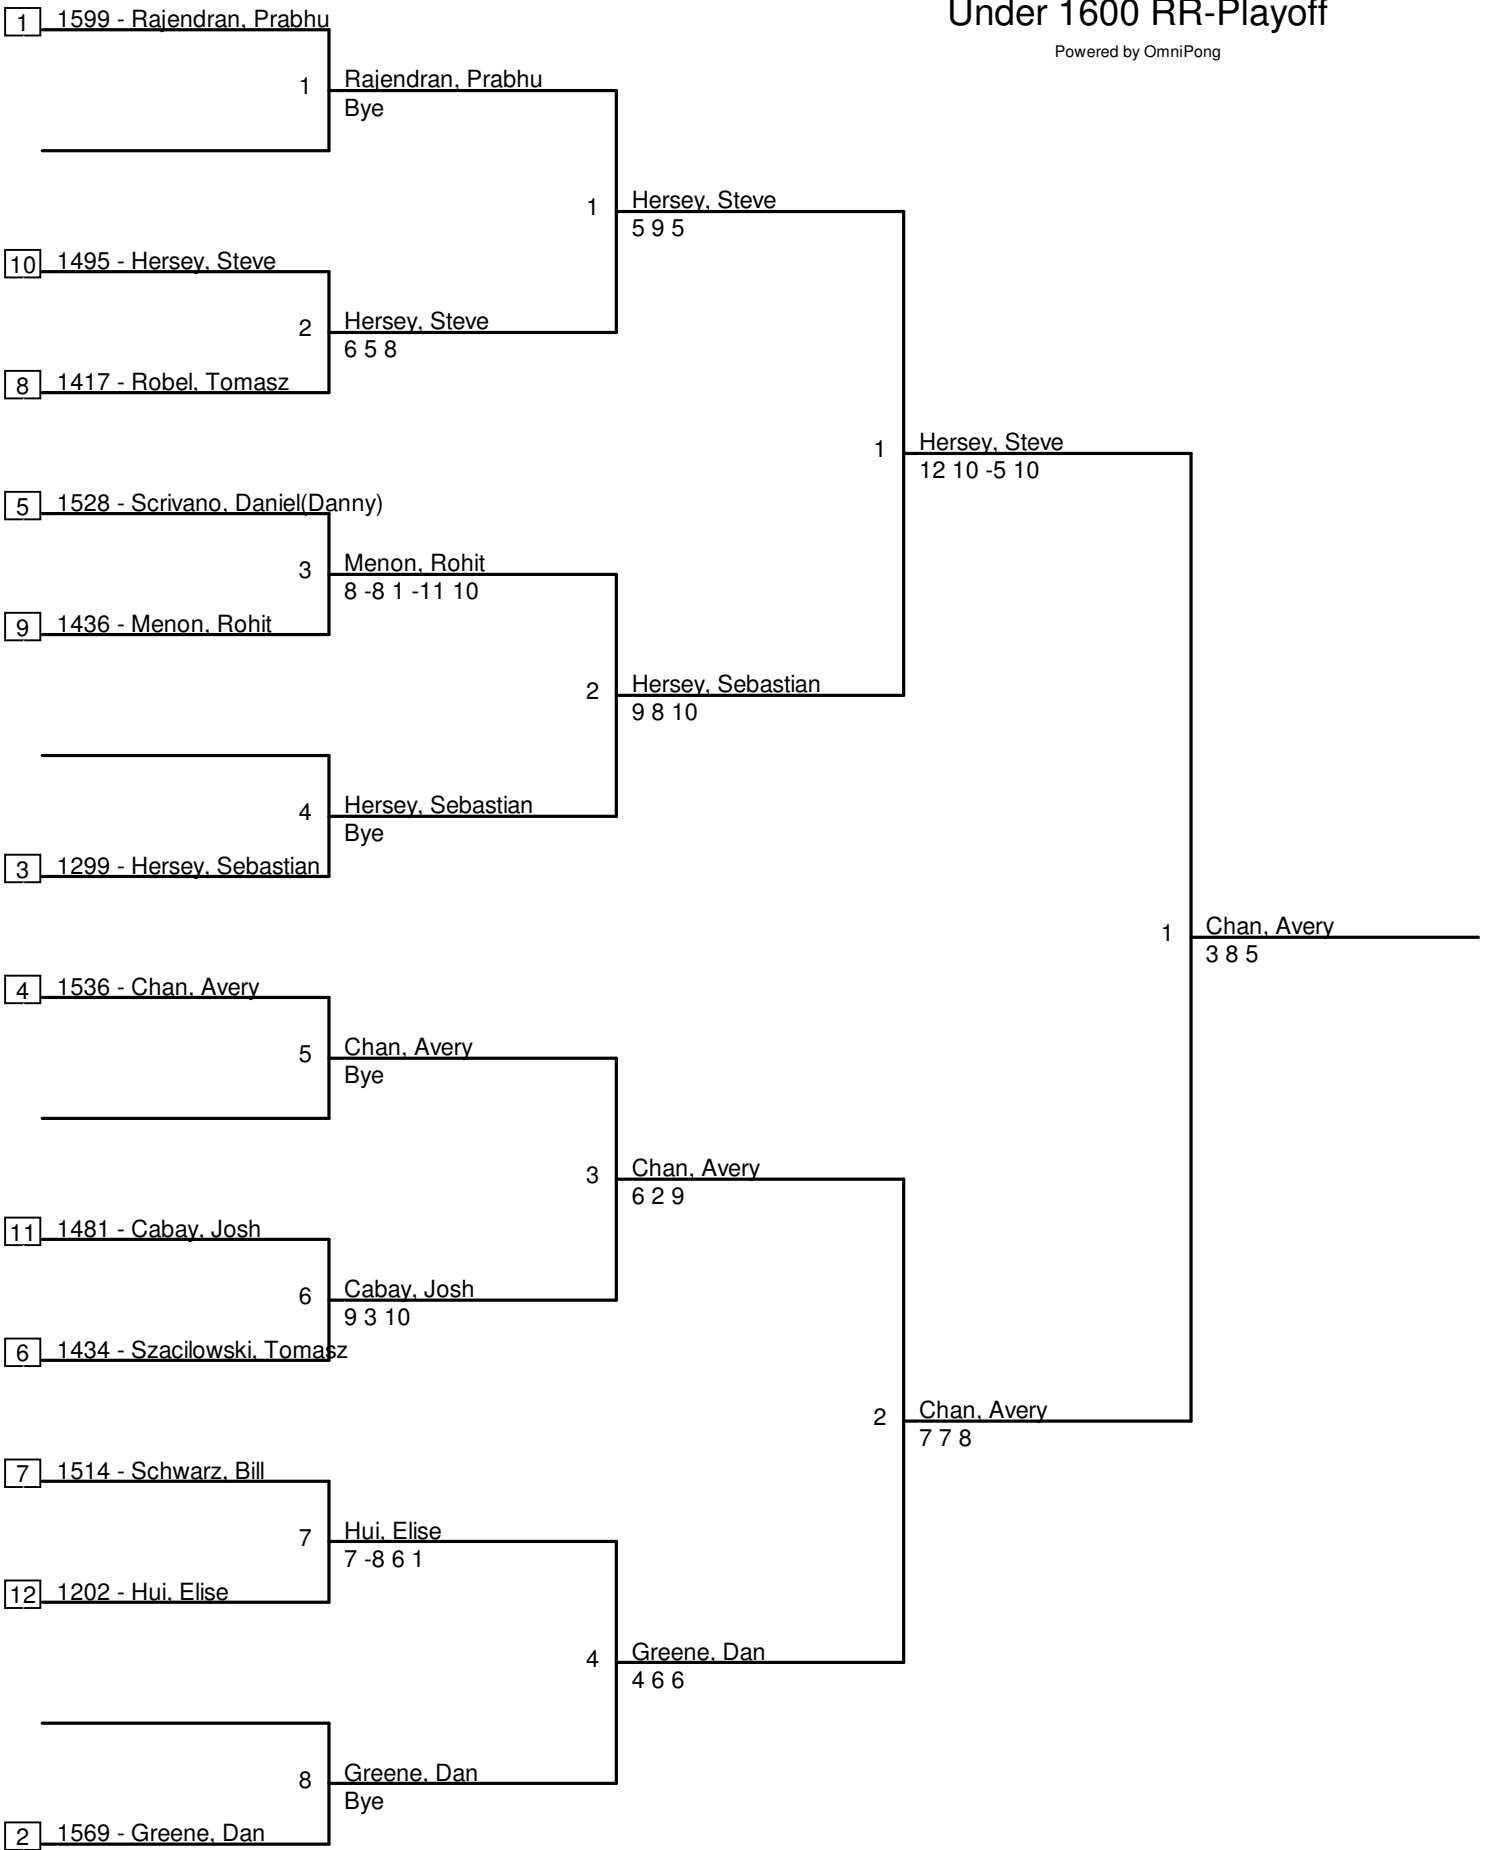 Under 1600 RR-Playoff
Powered by OmniPong
1 1599 - Rajendran, Prabhu
1 Rajendran, Prabhu
Bye
1 Hersey, Steve
5 9 5
10 1495 - Hersey, Steve
2 Hersey, Steve
6 5 8
8 1417 - Robel, Tomasz
1 Hersey, Steve
12 10 -5 10
5 1528 - Scrivano, Daniel(Danny)
3 Menon, Rohit
8 -8 1 -11 10
9 1436 - Menon, Rohit
2 Hersey, Sebastian
9 8 10
4 Hersey, Sebastian
Bye
3 1299 - Hersey, Sebastian
1 Chan, Avery
3 8 5
4 1536 - Chan, Avery
5 Chan, Avery
Bye
3 Chan, Avery
6 2 9
11 1481 - Cabay, Josh
6 Cabay, Josh
9 3 10
6 1434 - Szacilowski, Tomasz
2 Chan, Avery
7 7 8
7 1514 - Schwarz, Bill
7 Hui, Elise
7 -8 6 1
12 1202 - Hui, Elise
4 Greene, Dan
4 6 6
8 Greene, Dan
Bye
2 1569 - Greene, Dan